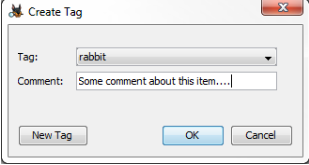 Create Tag
Tag: rabbit
Comment: Some comment about this item....
New Tag OK Cancel